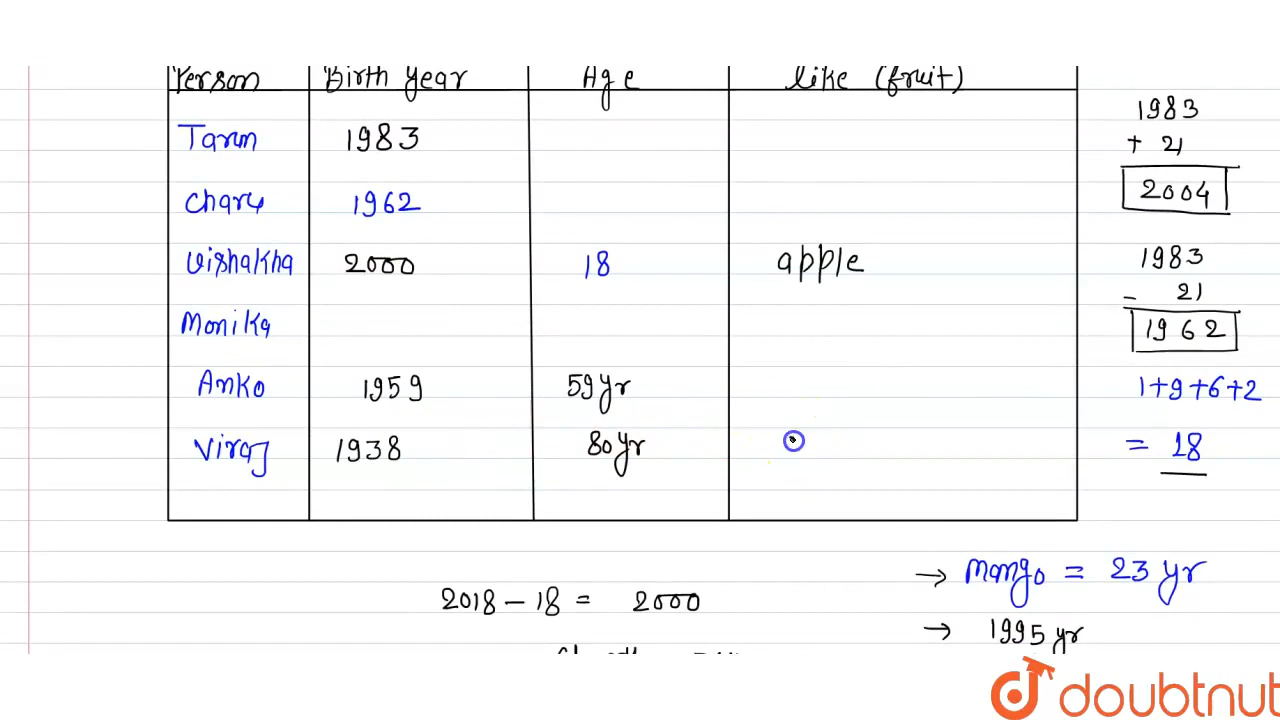 Person Birth Year Age like (fruit)
Tarun 1983
Charu 1962
Vishakha 2000 18 apple
Monika
Anko 1959 59yr
Viraj 1938 80yr
1983
+ 21
2004
1983
- 21
1962
1+9+6+2
= 18
→ Mango = 23 yr
2018 - 18 = 2000
→ 1995 yr
doubtnut